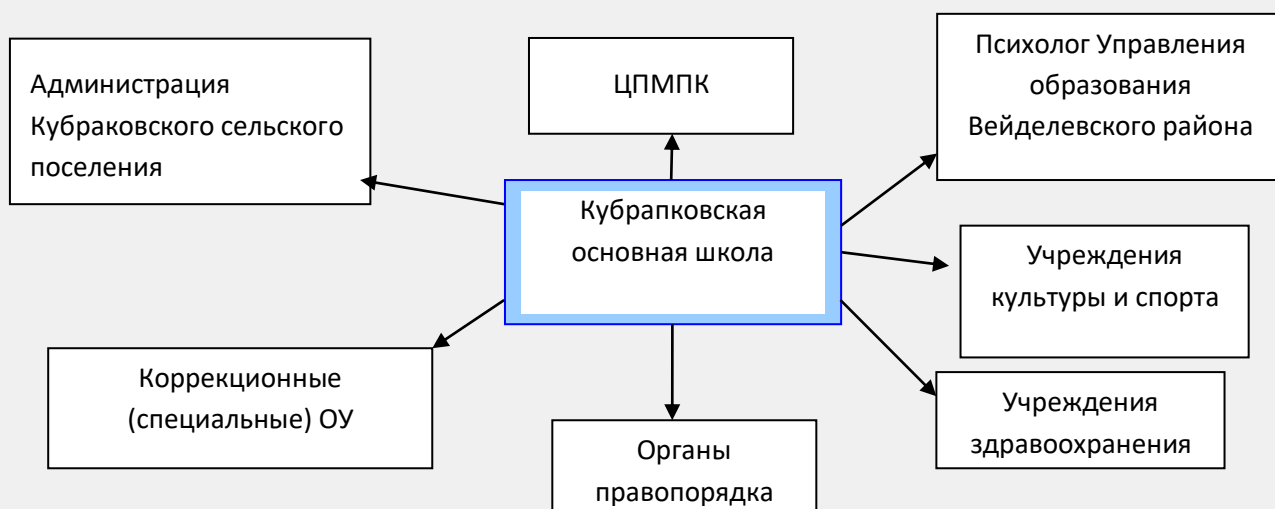 Администрация
Кубраковского сельского
поселения
ЦПМПК
Психолог Управления
образования
Вейделевского района
Кубрапковская
основная школа
Учреждения
культуры и спорта
Коррекционные
(специальные) ОУ
Учреждения
здравоохранения
Органы
правопорядка